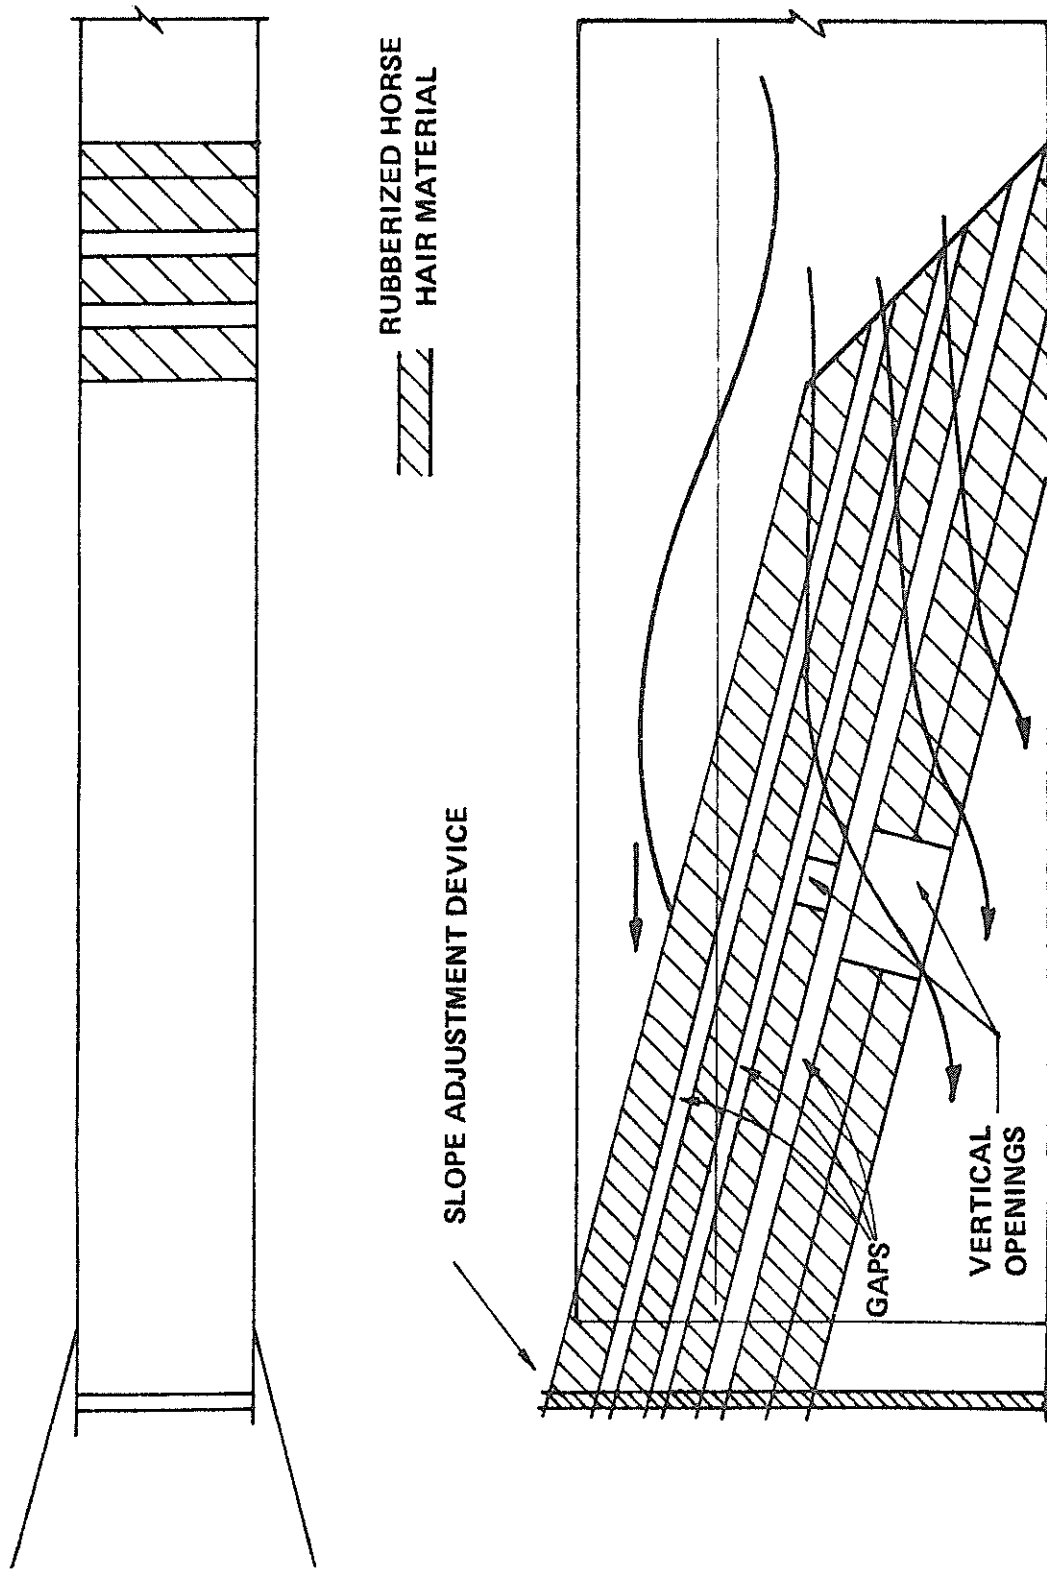 RUBBERIZED HORSE
HAIR MATERIAL
SLOPE ADJUSTMENT DEVICE
GAPS
VERTICAL
OPENINGS